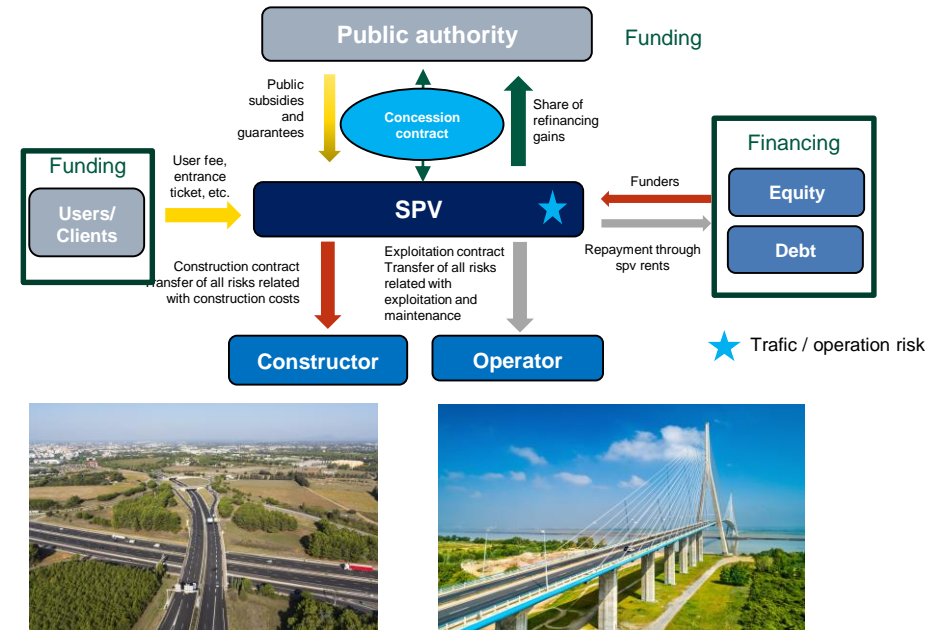 Public authority
Funding
Public
subsidies
and
guarantees
Concession
contract
Share of
refinancing
gains
Funding
Users/
Clients
User fee,
entrance
ticket, etc.
SPV
Funders
Repayment through
spv rents
Financing
Equity
Debt
Construction contract
Transfer of all risks related
with construction costs
Exploitation contract
Transfer of all risks
related with
exploitation and
maintenance
Constructor
Operator
Trafic / operation risk